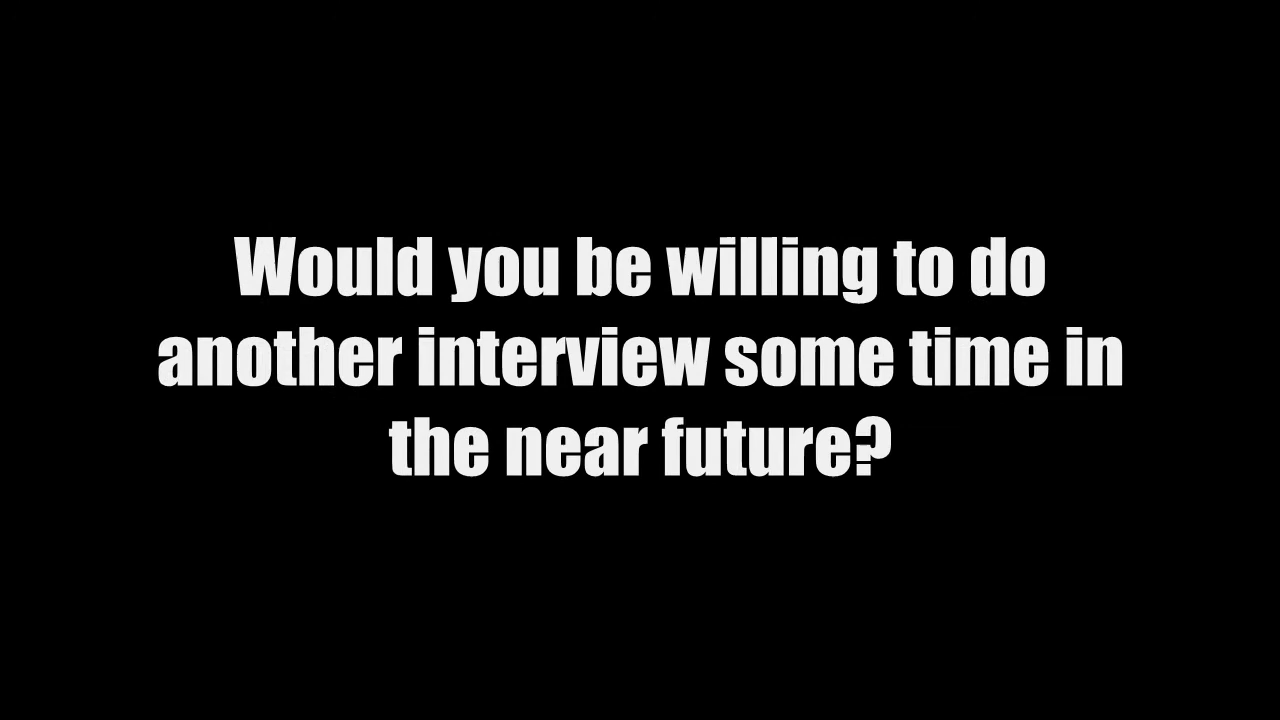 Would you be willing to do
another interview some time in
the near future?